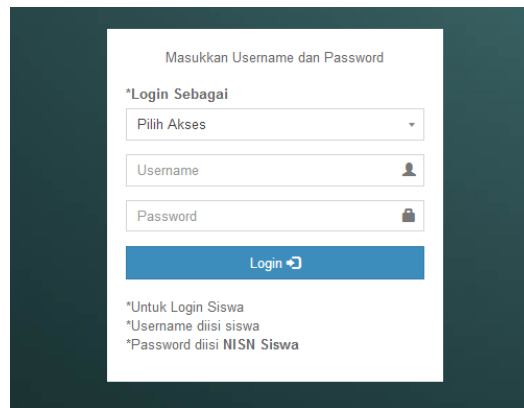 Masukkan Username dan Password
*Login Sebagai
Pilih Akses
Username
Password
Login
*Untuk Login Siswa
*Username diisi siswa
*Password diisi NISN Siswa